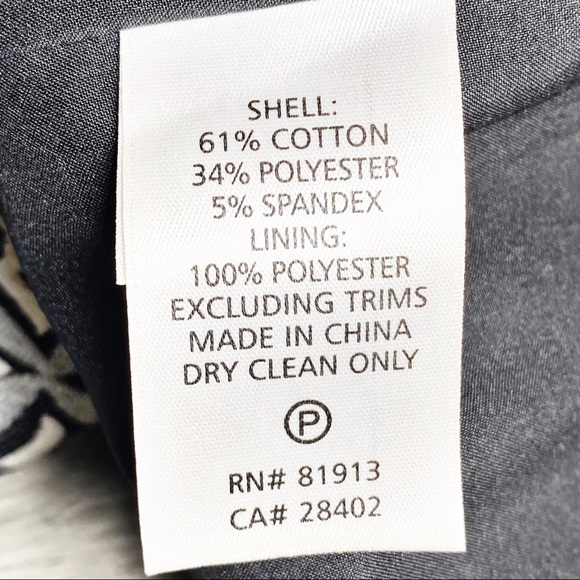 SHELL:
61% COTTON
34% POLYESTER
5% SPANDEX
LINING:
100% POLYESTER
EXCLUDING TRIMS
MADE IN CHINA
DRY CLEAN ONLY
P
RN# 81913
CA# 28402